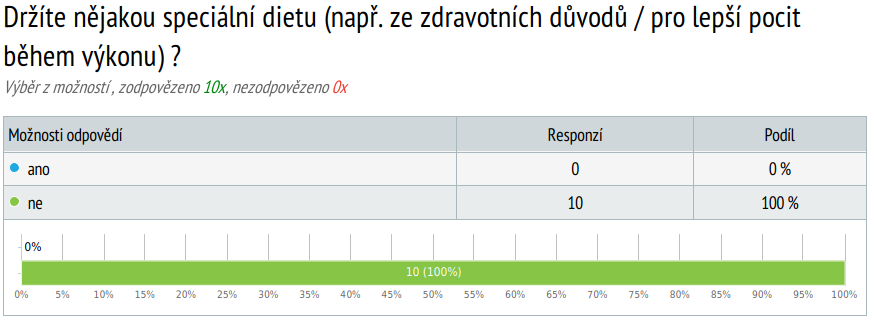 Držíte nějakou speciální dietu (např. ze zdravotních důvodů / pro lepší pocit
během výkonu) ?
Výběr z možností , zodpovězeno 10x, nezodpovězeno 0x
Možnosti odpovědí Responzí Podíl
ano 0 0 %
ne 10 100 %
0%
10 (100%)
0% 5% 10% 15% 20% 25% 30% 35% 40% 45% 50% 55% 60% 65% 70% 75% 80% 85% 90% 95% 100%